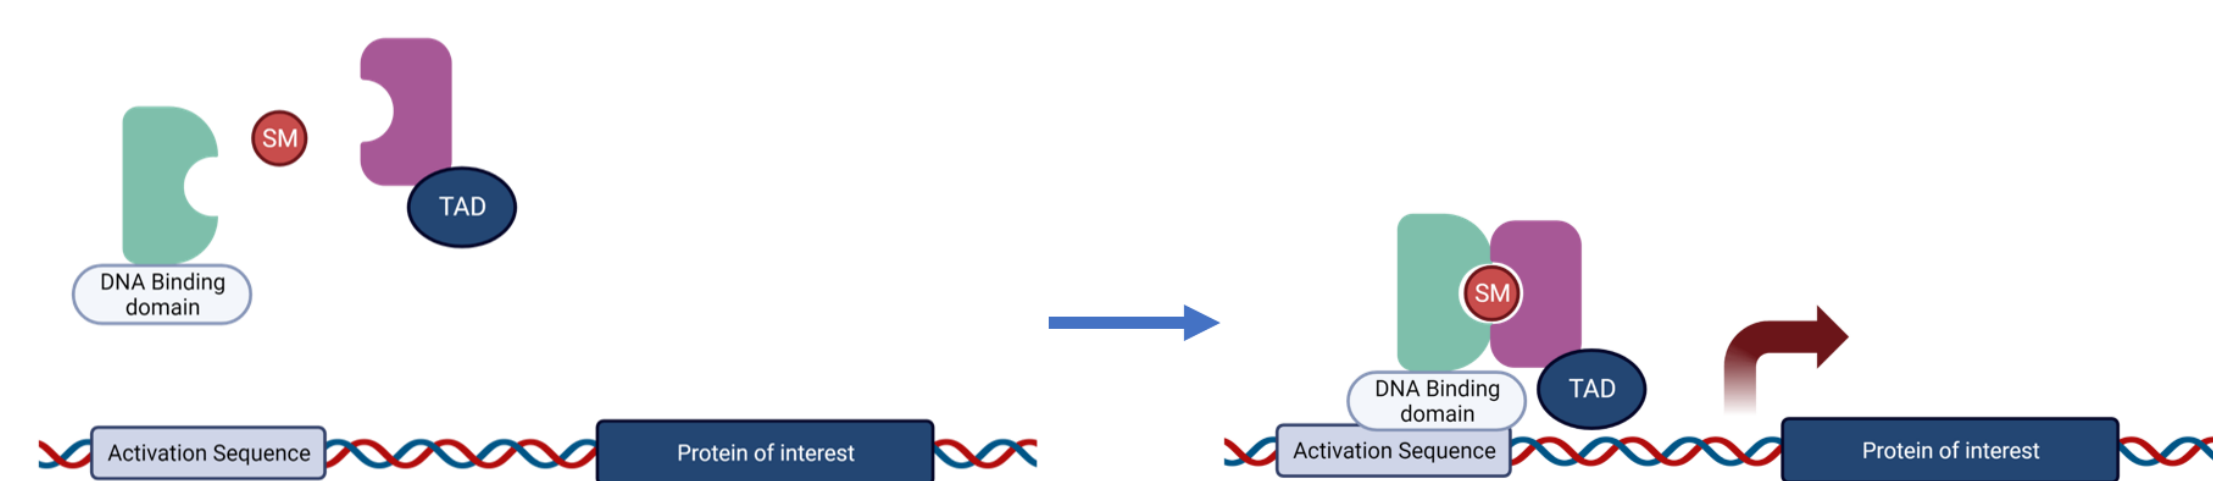 SM
TAD
DNA Binding
domain
Activation Sequence
Protein of interest
SM
TAD
DNA Binding
domain
Activation Sequence
Protein of interest